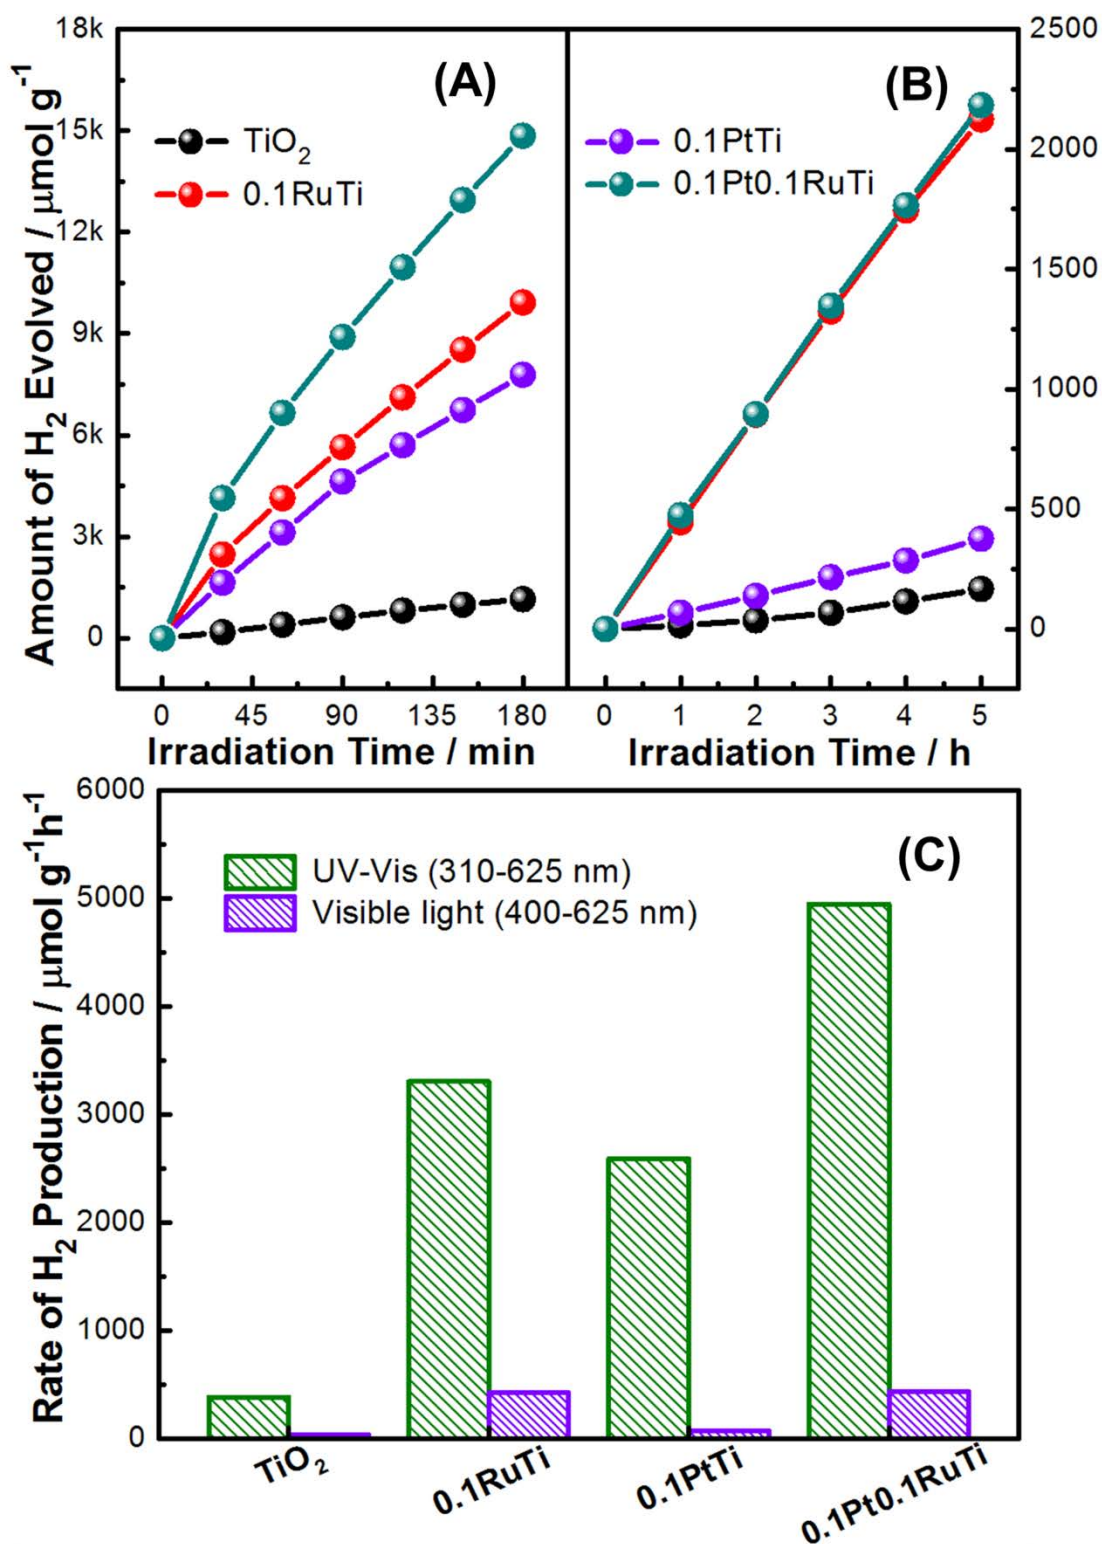 Amount of H₂ Evolved / μmol g⁻¹
18k
15k
12k
9k
6k
3k
0
(A)
TiO₂
0.1RuTi
0 45 90 135 180
Irradiation Time / min
(B)
0.1PtTi
0.1Pt0.1RuTi
2500
2000
1500
1000
500
0
0 1 2 3 4 5
Irradiation Time / h
Rate of H₂ Production / μmol g⁻¹h⁻¹
6000
5000
4000
3000
2000
1000
0
(C)
UV-Vis (310-625 nm)
Visible light (400-625 nm)
TiO₂ 0.1RuTi 0.1PtTi 0.1Pt0.1RuTi